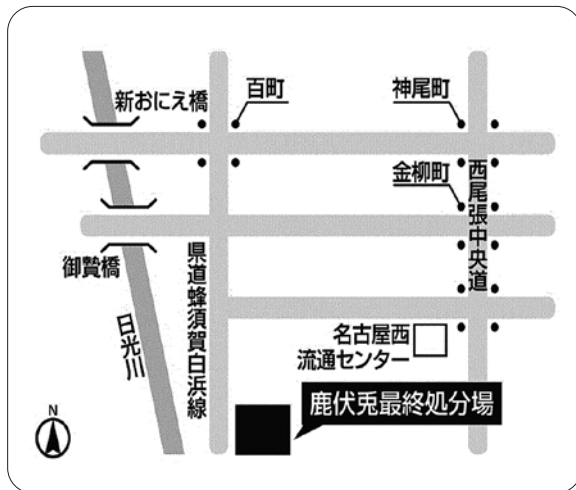 新おにえ橋
百町
神尾町
金柳町
西尾張中央道
御贄橋
県道蜂須賀白浜線
日光川
名古屋西
流通センター
鹿伏兎最終処分場
N